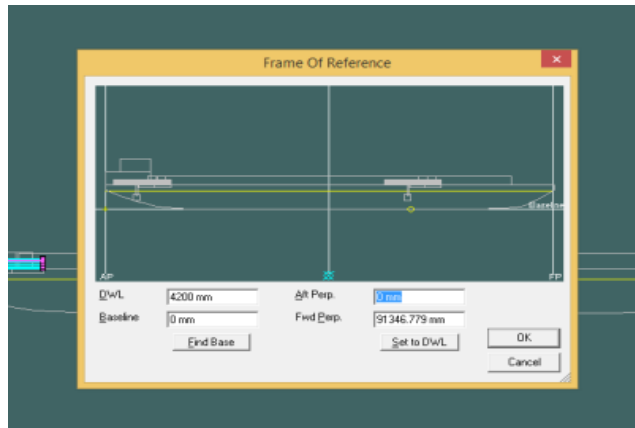 Frame Of Reference
Baseline
AP
FP
DWL 4200 mm Aft Perp. 0 mm
Baseline 0 mm Fwd Perp. 91346.779 mm
Find Base Set to DWL OK
Cancel